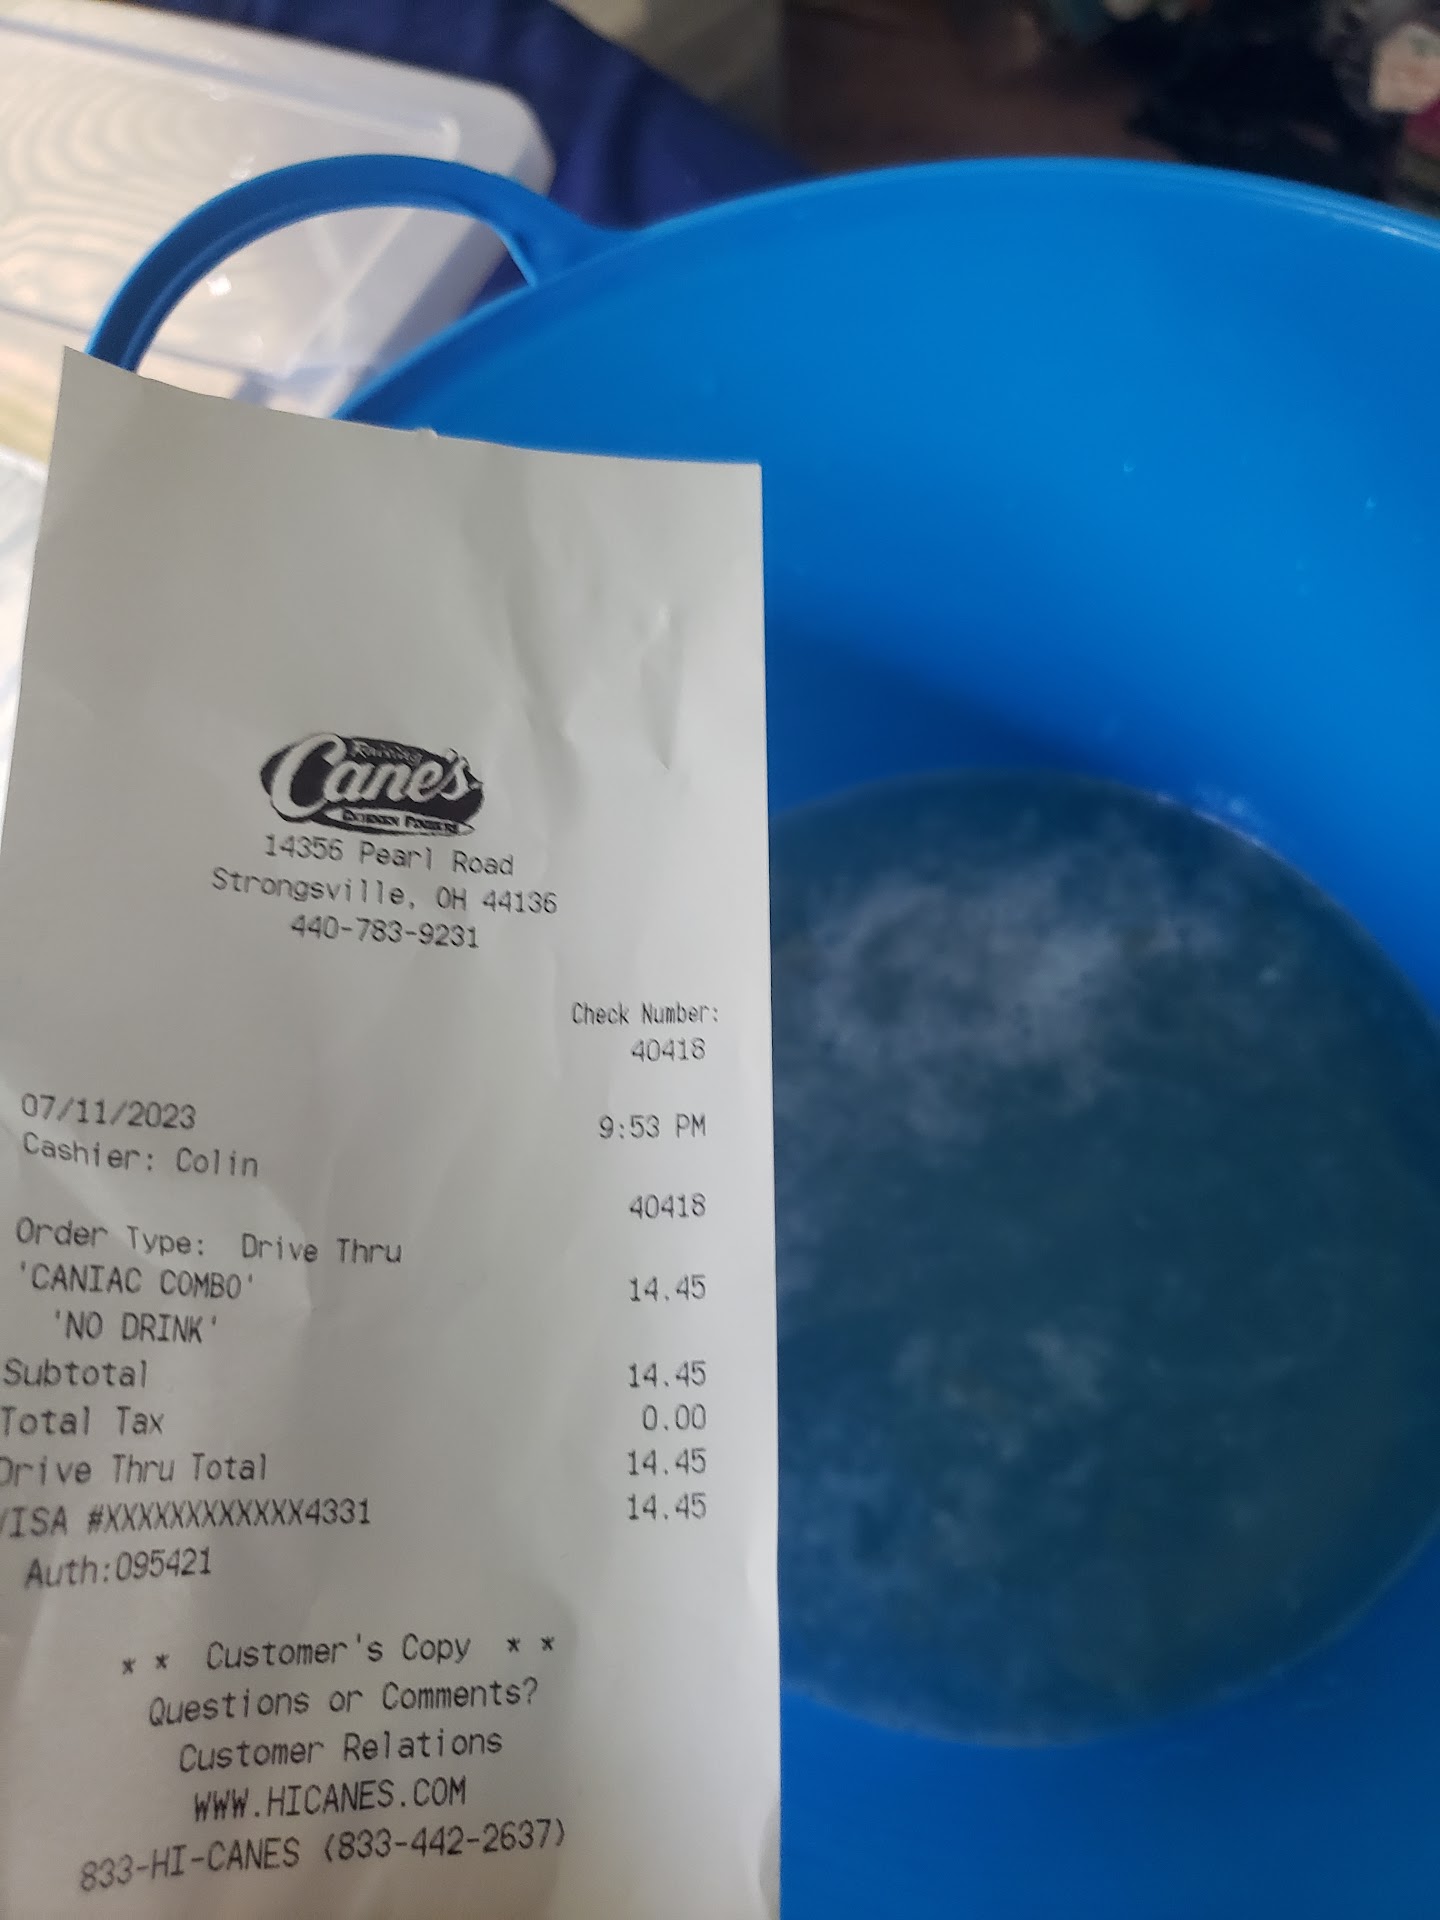 Raising
Cane's
CHICKEN FINGERS
14356 Pearl Road
Strongsville, OH 44136
440-783-9231
Check Number:
40418
07/11/2023 9:53 PM
Cashier: Colin
40418
Order Type: Drive Thru
'CANIAC COMBO' 14.45
'NO DRINK'
Subtotal 14.45
Total Tax 0.00
Drive Thru Total 14.45
VISA #XXXXXXXXXXXX4331 14.45
Auth:095421
* * Customer's Copy * *
Questions or Comments?
Customer Relations
WWW.HICANES.COM
833-HI-CANES (833-442-2637)